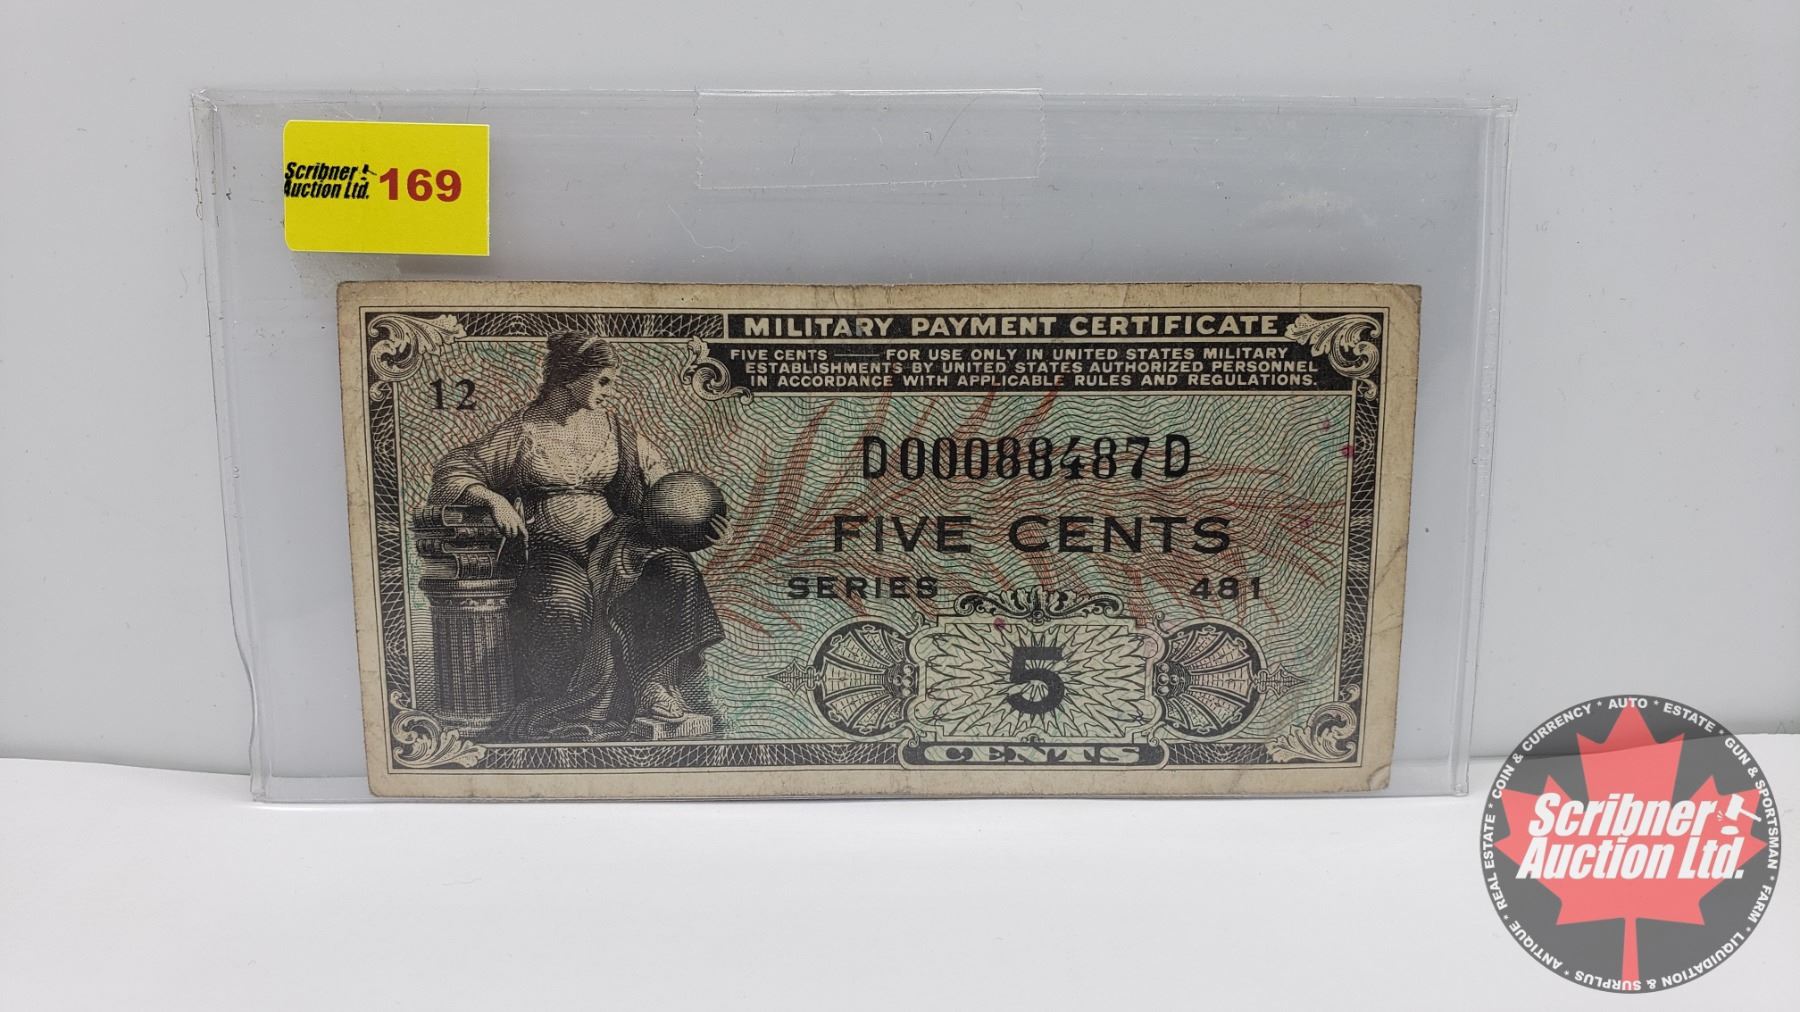 Scribner
Auction Ltd. 169
MILITARY PAYMENT CERTIFICATE
FIVE CENTS — FOR USE ONLY IN UNITED STATES MILITARY
ESTABLISHMENTS BY UNITED STATES AUTHORIZED PERSONNEL
IN ACCORDANCE WITH APPLICABLE RULES AND REGULATIONS.
12
D00088487D
FIVE CENTS
SERIES 481
5
CENTS
Scribner
Auction Ltd.
REAL ESTATE * COIN & CURRENCY * AUTO * ESTATE * GUN & SPORTSMAN * FARM * LIQUIDATION & SURPLUS * ANTIQUE *